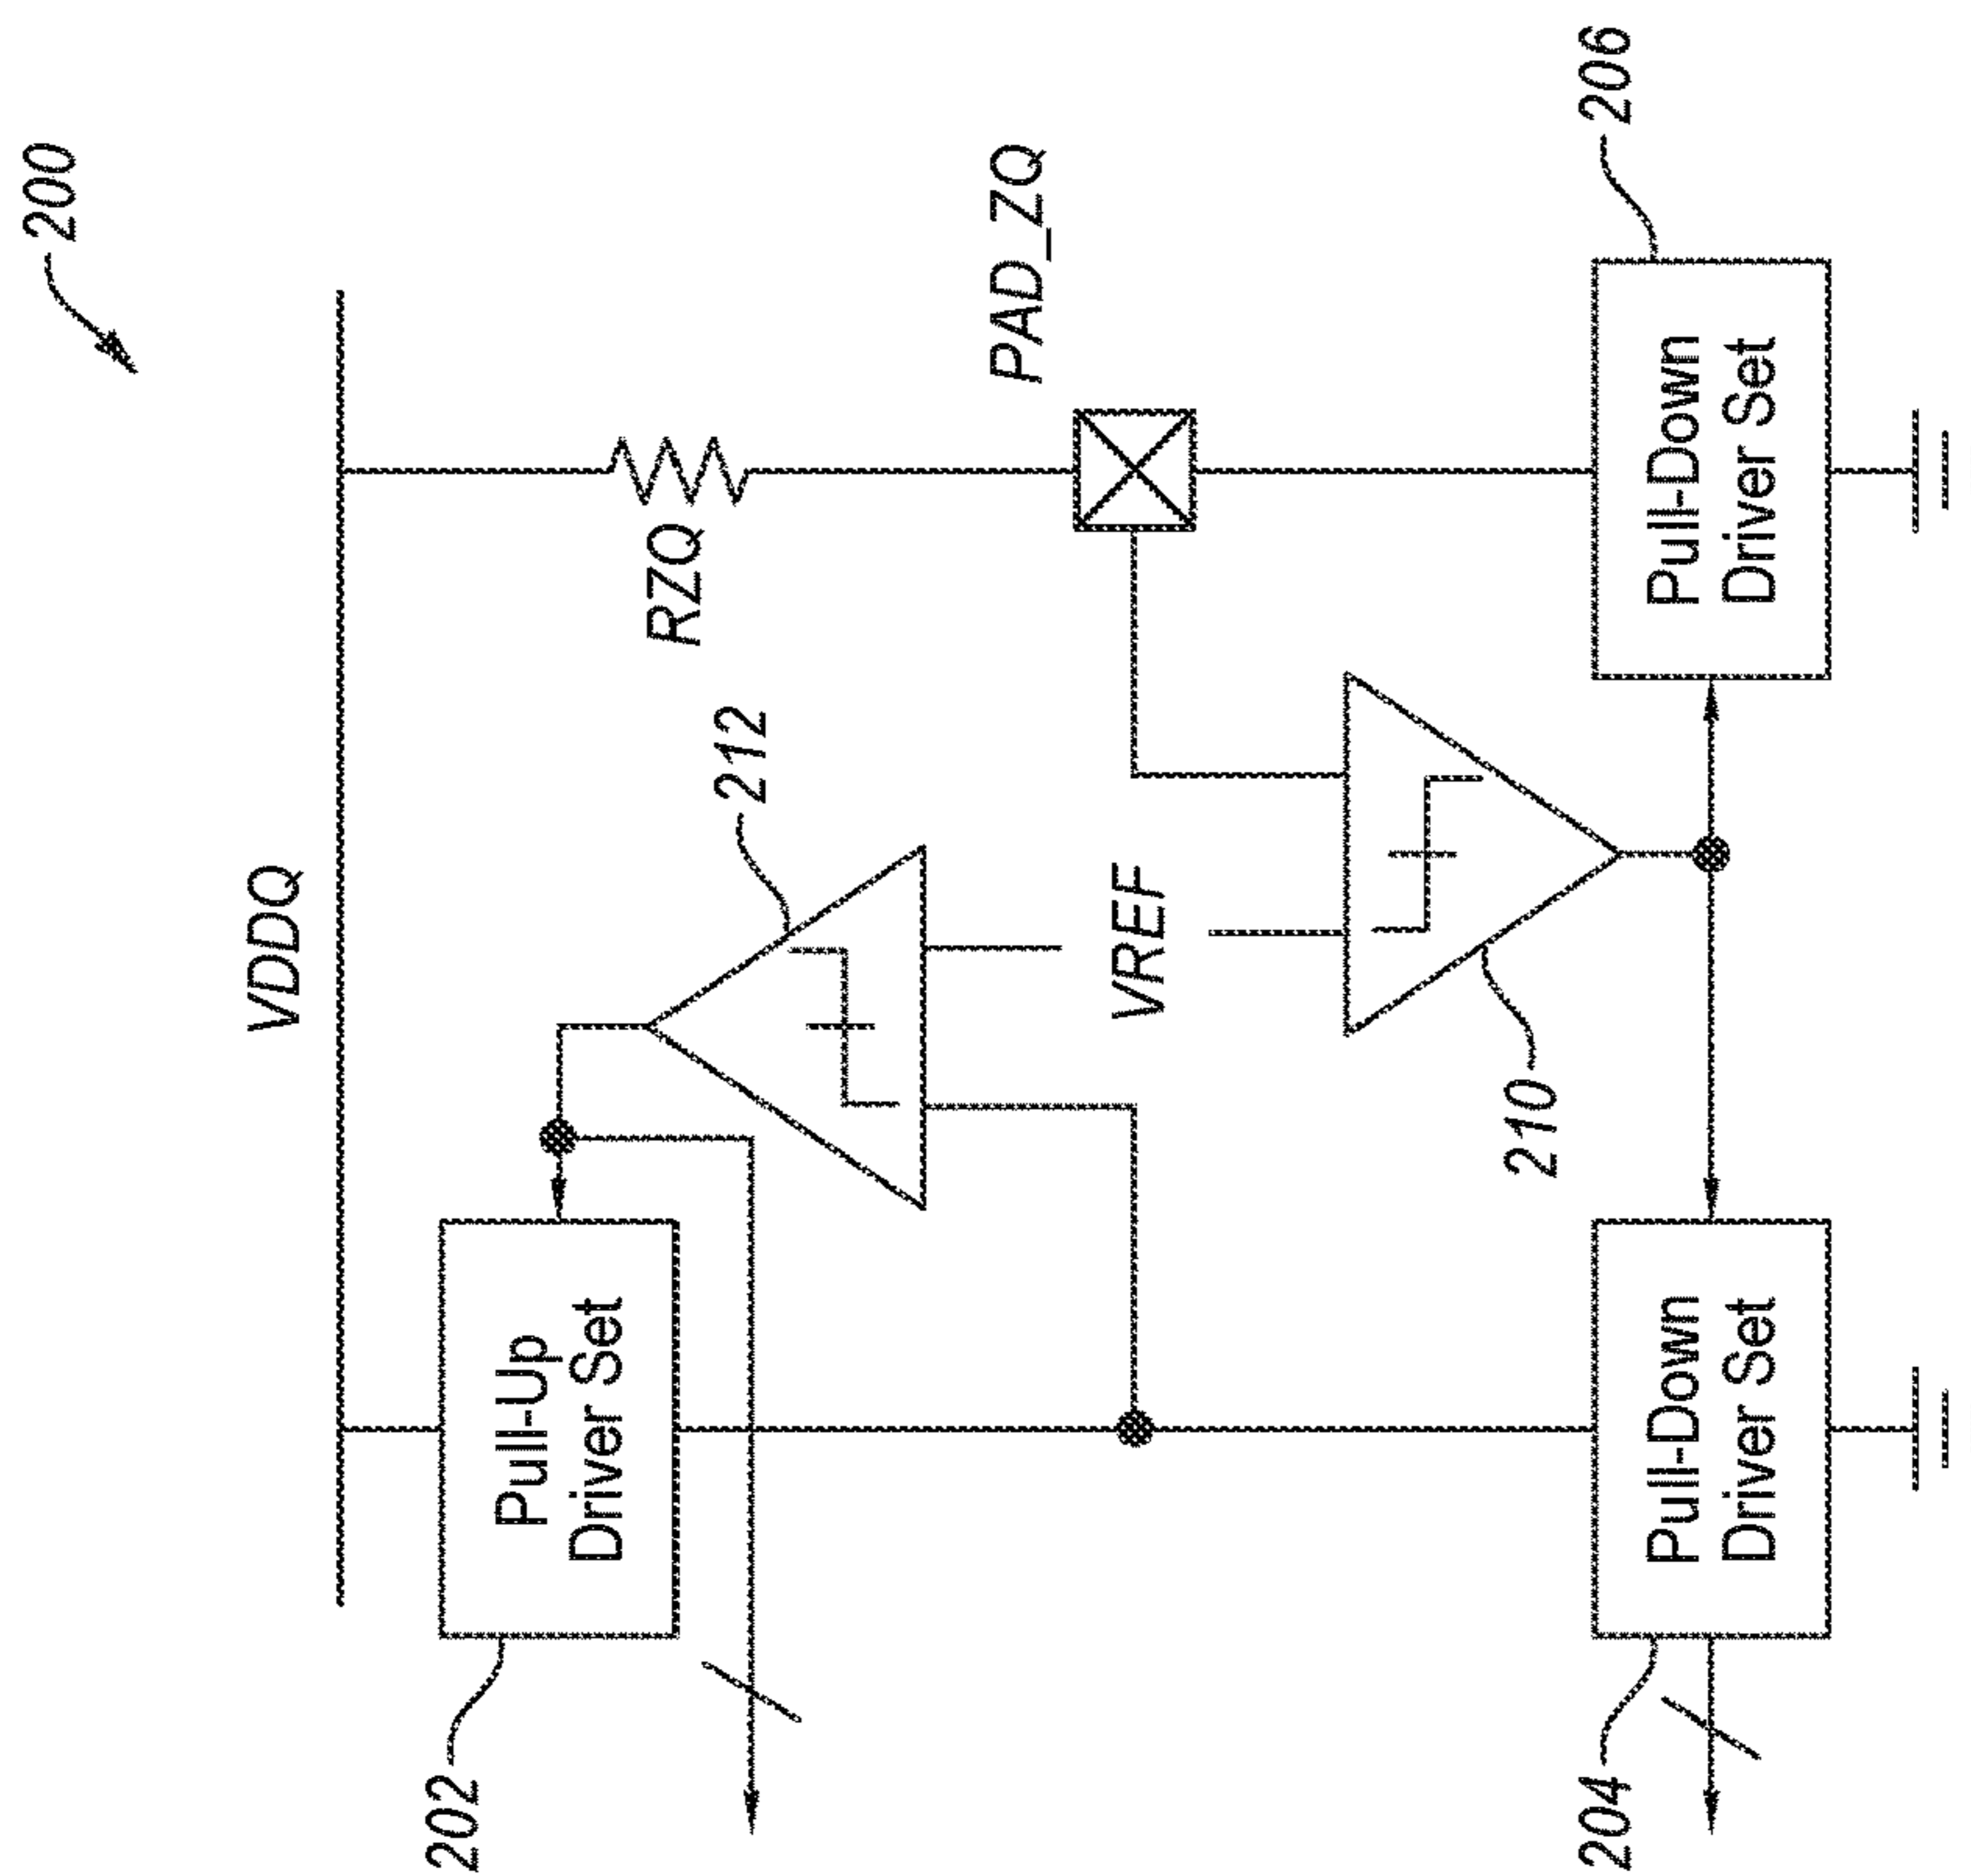 200
VDDQ
202
Pull-Up
Driver Set
RZQ
212
PAD_ZQ
VREF
210
204
206
Pull-Down
Driver Set
Pull-Down
Driver Set